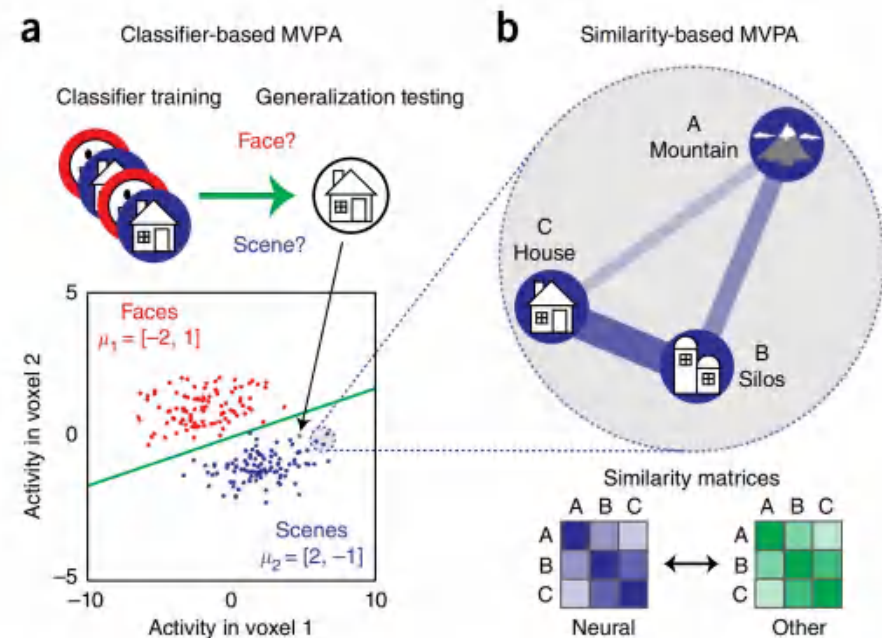 a
Classifier-based MVPA
Classifier training
Generalization testing
Face?
Scene?
5
0
−5
Activity in voxel 2
Faces
μ1 = [-2, 1]
Scenes
μ2 = [2, −1]
−10
0
10
Activity in voxel 1
b
Similarity-based MVPA
A
Mountain
C
House
B
Silos
Similarity matrices
A B C
A
B
C
Neural
A B C
A
B
C
Other